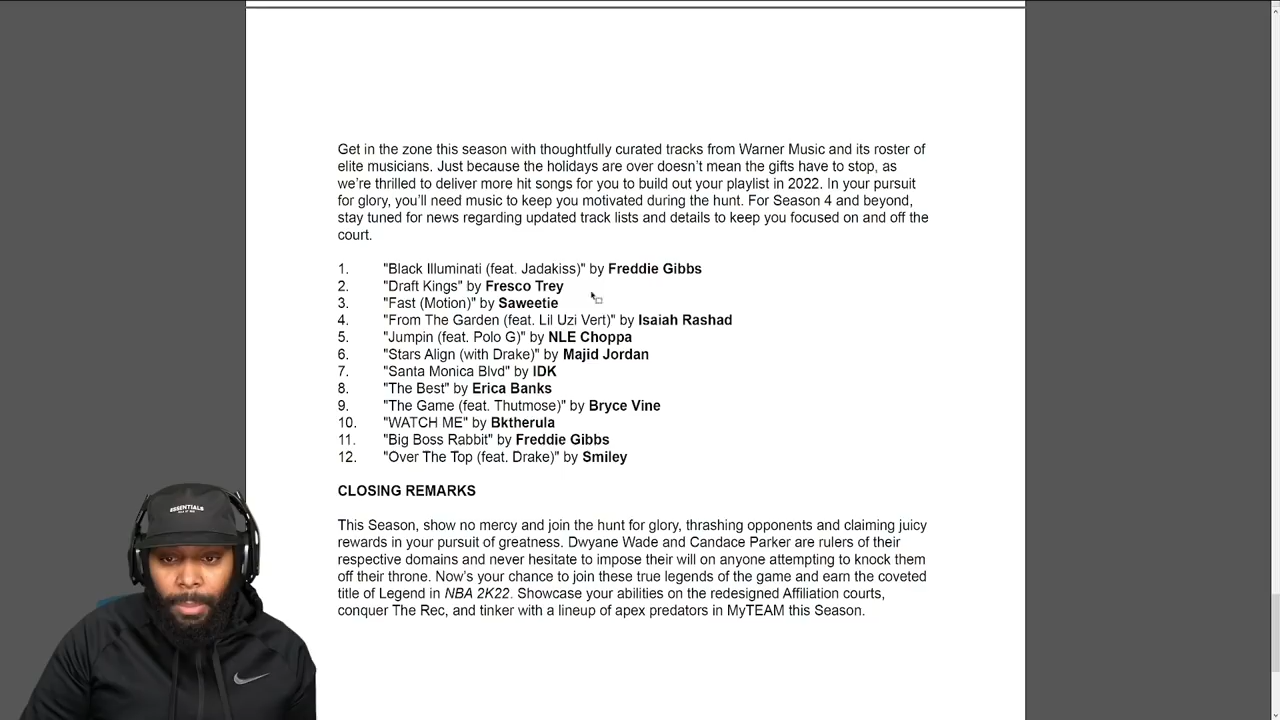 Get in the zone this season with thoughtfully curated tracks from Warner Music and its roster of
elite musicians. Just because the holidays are over doesn't mean the gifts have to stop, as
we're thrilled to deliver more hit songs for you to build out your playlist in 2022. In your pursuit
for glory, you'll need music to keep you motivated during the hunt. For Season 4 and beyond,
stay tuned for news regarding updated track lists and details to keep you focused on and off the
court.
1. "Black Illuminati (feat. Jadakiss)" by Freddie Gibbs
2. "Draft Kings" by Fresco Trey
3. "Fast (Motion)" by Saweetie
4. "From The Garden (feat. Lil Uzi Vert)" by Isaiah Rashad
5. "Jumpin (feat. Polo G)" by NLE Choppa
6. "Stars Align (with Drake)" by Majid Jordan
7. "Santa Monica Blvd" by IDK
8. "The Best" by Erica Banks
9. "The Game (feat. Thutmose)" by Bryce Vine
10. "WATCH ME" by Bktherula
11. "Big Boss Rabbit" by Freddie Gibbs
12. "Over The Top (feat. Drake)" by Smiley
CLOSING REMARKS
This Season, show no mercy and join the hunt for glory, thrashing opponents and claiming juicy
rewards in your pursuit of greatness. Dwyane Wade and Candace Parker are rulers of their
respective domains and never hesitate to impose their will on anyone attempting to knock them
off their throne. Now's your chance to join these true legends of the game and earn the coveted
title of Legend in NBA 2K22. Showcase your abilities on the redesigned Affiliation courts,
conquer The Rec, and tinker with a lineup of apex predators in MyTEAM this Season.
ESSENTIALS